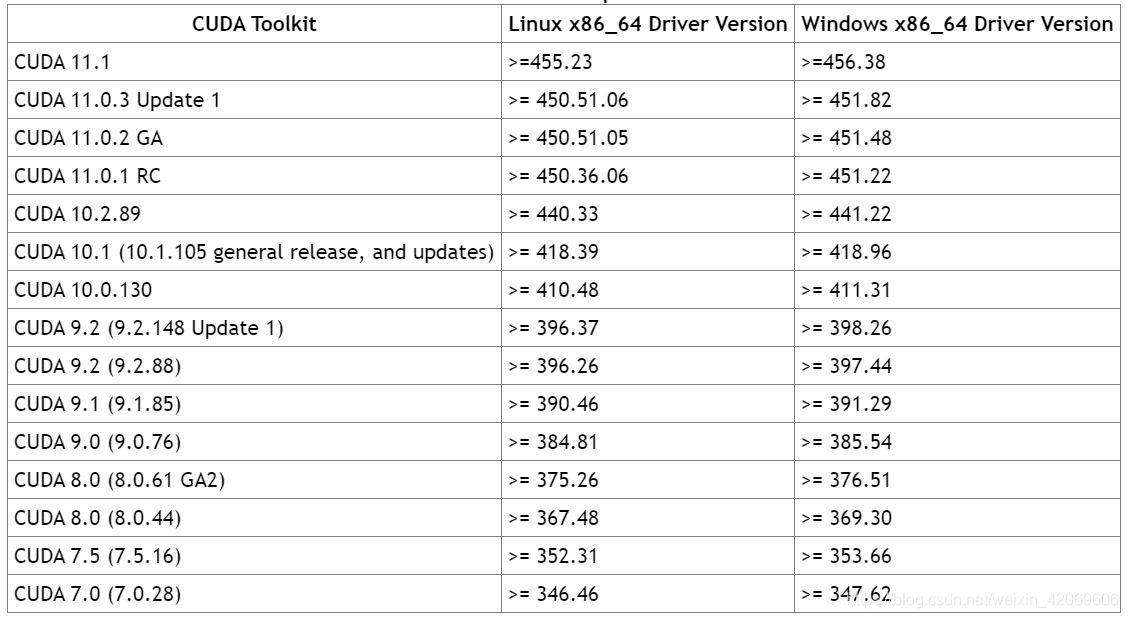 CUDA Toolkit Linux x86_64 Driver Version Windows x86_64 Driver Version
CUDA 11.1 >=455.23 >=456.38
CUDA 11.0.3 Update 1 >= 450.51.06 >= 451.82
CUDA 11.0.2 GA >= 450.51.05 >= 451.48
CUDA 11.0.1 RC >= 450.36.06 >= 451.22
CUDA 10.2.89 >= 440.33 >= 441.22
CUDA 10.1 (10.1.105 general release, and updates) >= 418.39 >= 418.96
CUDA 10.0.130 >= 410.48 >= 411.31
CUDA 9.2 (9.2.148 Update 1) >= 396.37 >= 398.26
CUDA 9.2 (9.2.88) >= 396.26 >= 397.44
CUDA 9.1 (9.1.85) >= 390.46 >= 391.29
CUDA 9.0 (9.0.76) >= 384.81 >= 385.54
CUDA 8.0 (8.0.61 GA2) >= 375.26 >= 376.51
CUDA 8.0 (8.0.44) >= 367.48 >= 369.30
CUDA 7.5 (7.5.16) >= 352.31 >= 353.66
CUDA 7.0 (7.0.28) >= 346.46 >= 347.62
https://blog.csdn.net/weixin_42069606